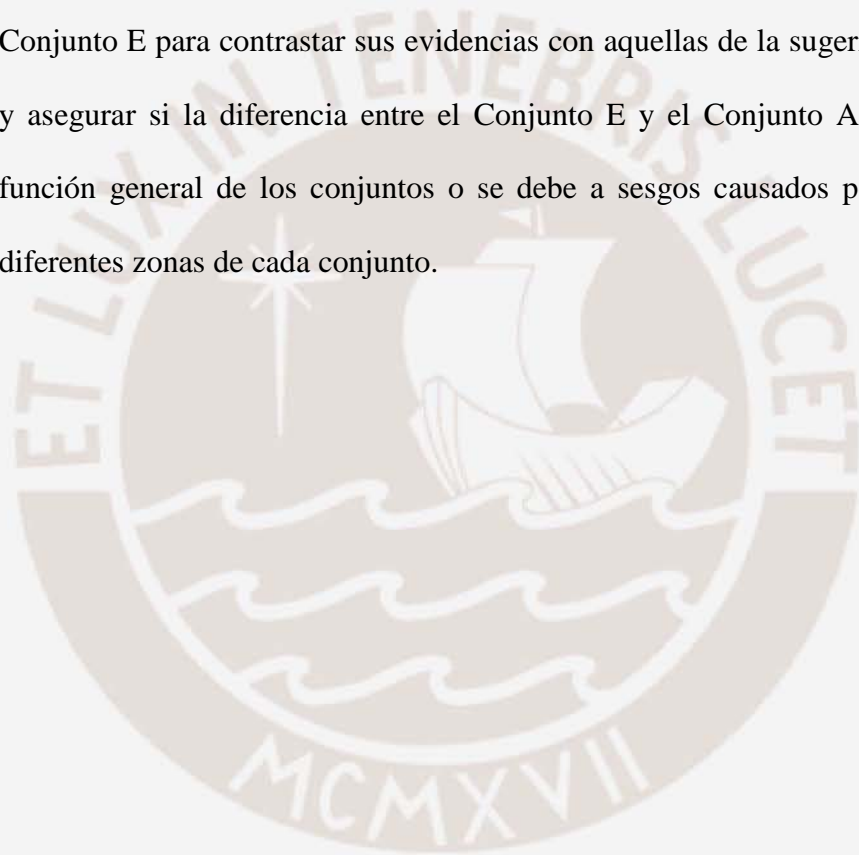 Conjunto E para contrastar sus evidencias con aquellas de la suger
y asegurar si la diferencia entre el Conjunto E y el Conjunto A
función general de los conjuntos o se debe a sesgos causados p
diferentes zonas de cada conjunto.
ET LUX IN TENEBRIS LUCET
MCMXVII